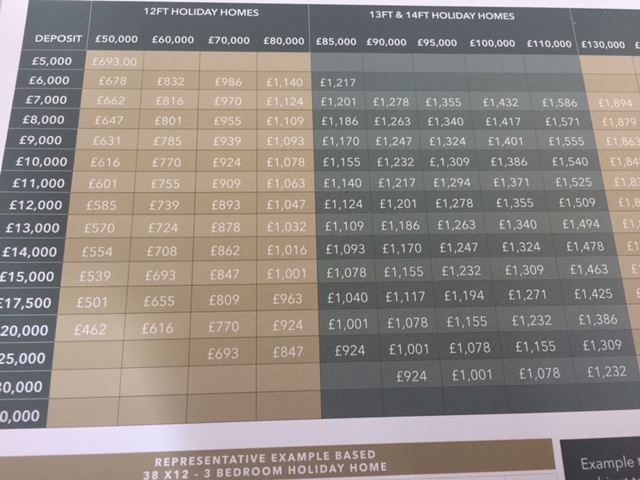 12FT HOLIDAY HOMES 13FT & 14FT HOLIDAY HOMES
DEPOSIT £50,000 £60,000 £70,000 £80,000 £85,000 £90,000 £95,000 £100,000 £110,000 £130,000 £
£5,000 £693.00
£6,000 £678 £832 £986 £1,140 £1,217
£7,000 £662 £816 £970 £1,124 £1,201 £1,278 £1,355 £1,432 £1,586 £1,894
£8,000 £647 £801 £955 £1,109 £1,186 £1,263 £1,340 £1,417 £1,571 £1,879
£9,000 £631 £785 £939 £1,093 £1,170 £1,247 £1,324 £1,401 £1,555 £1,863
£10,000 £616 £770 £924 £1,078 £1,155 £1,232 £1,309 £1,386 £1,540 £1,84
£11,000 £601 £755 £909 £1,063 £1,140 £1,217 £1,294 £1,371 £1,525 £1,83
£12,000 £585 £739 £893 £1,047 £1,124 £1,201 £1,278 £1,355 £1,509 £1,8
£13,000 £570 £724 £878 £1,032 £1,109 £1,186 £1,263 £1,340 £1,494 £1,
£14,000 £554 £708 £862 £1,016 £1,093 £1,170 £1,247 £1,324 £1,478 £1
£15,000 £539 £693 £847 £1,001 £1,078 £1,155 £1,232 £1,309 £1,463 £1
£17,500 £501 £655 £809 £963 £1,040 £1,117 £1,194 £1,271 £1,425 £
20,000 £462 £616 £770 £924 £1,001 £1,078 £1,155 £1,232 £1,386
25,000 £693 £847 £924 £1,001 £1,078 £1,155 £1,309
0,000 £924 £1,001 £1,078 £1,232
0,000
REPRESENTATIVE EXAMPLE BASED
38 X12 - 3 BEDROOM HOLIDAY HOME
Example